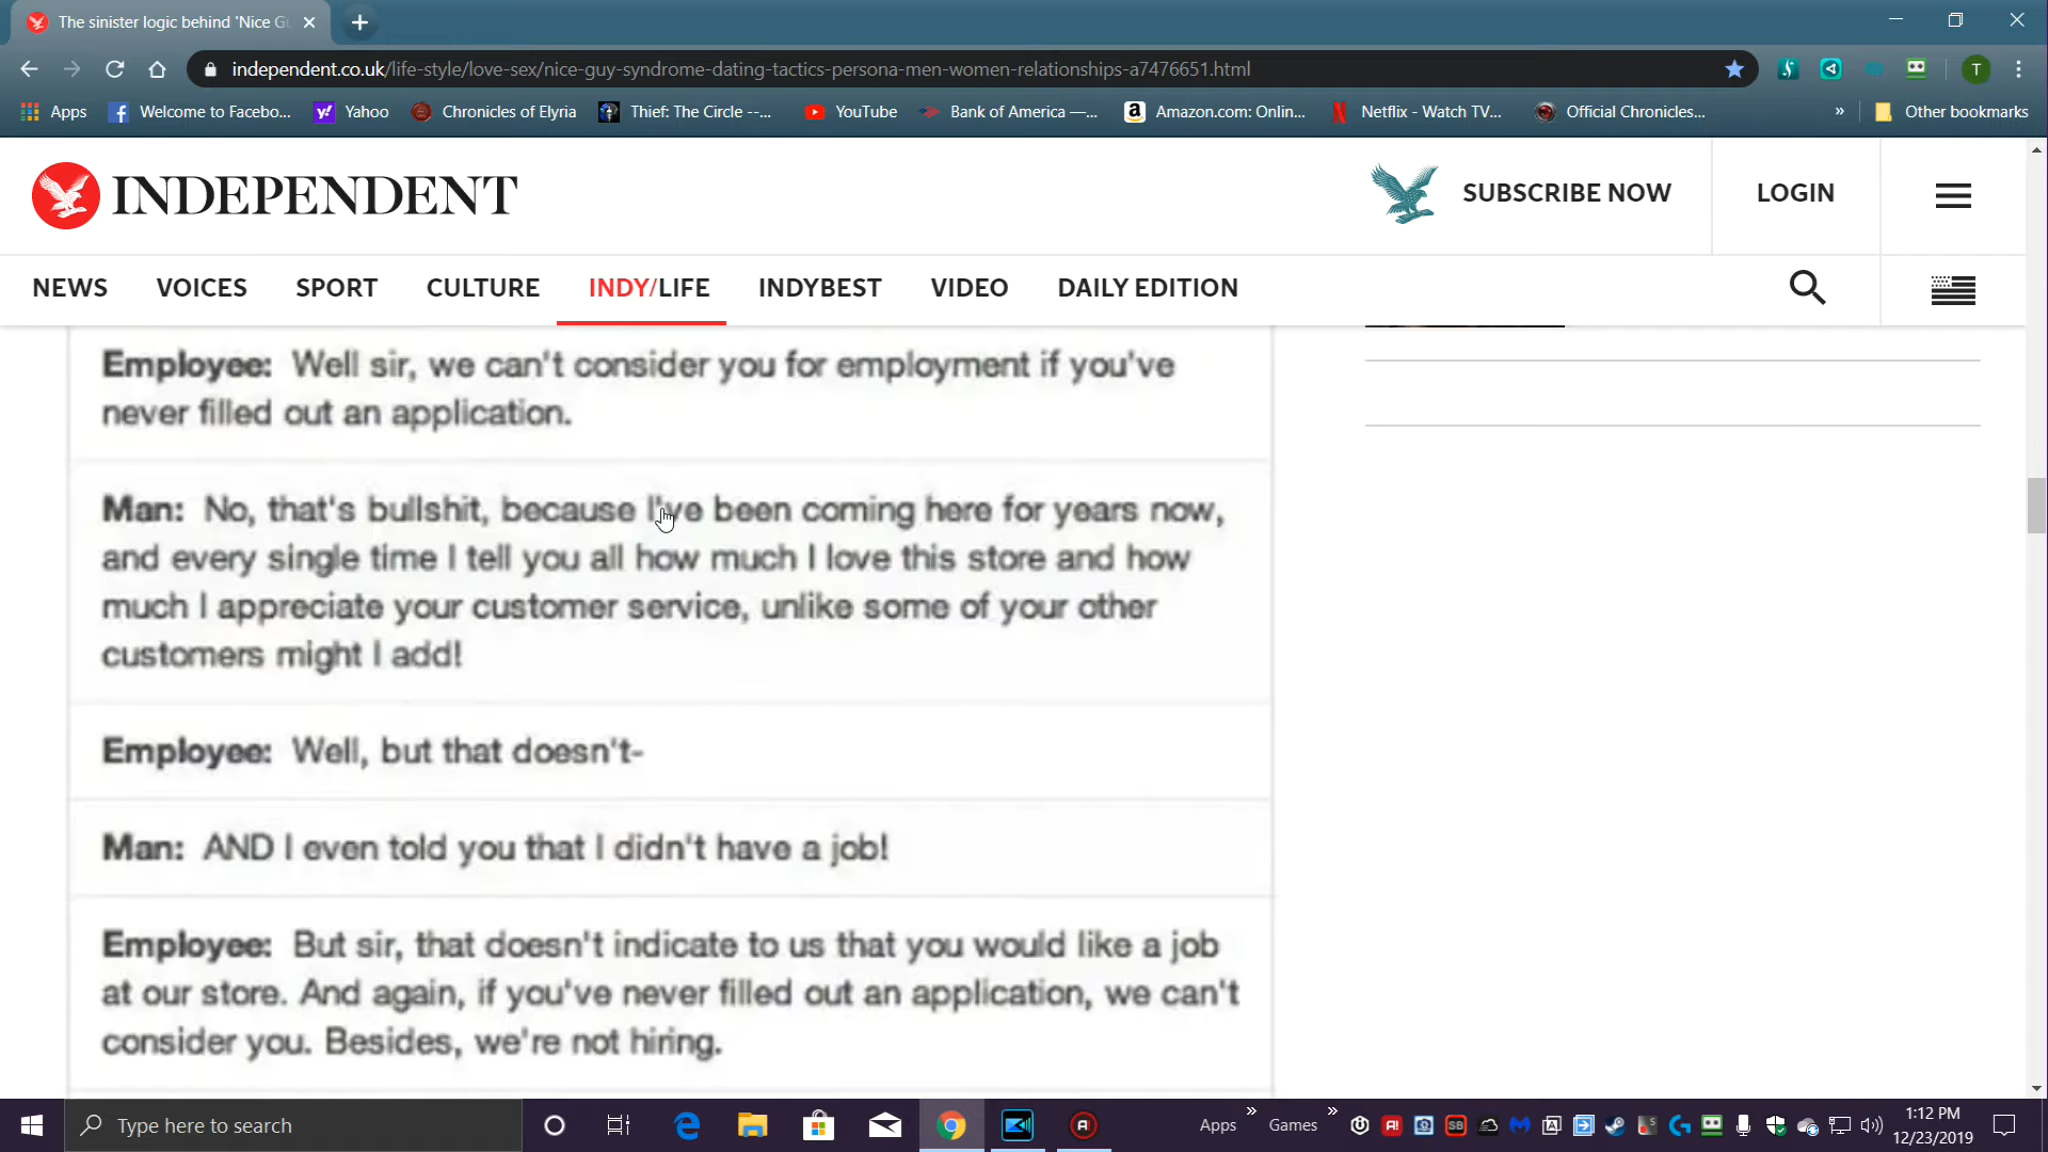 The sinister logic behind 'Nice Gu
independent.co.uk/life-style/love-sex/nice-guy-syndrome-dating-tactics-persona-men-women-relationships-a7476651.html
T
Apps Welcome to Facebo... Yahoo Chronicles of Elyria Thief: The Circle --... YouTube Bank of America —... Amazon.com: Onlin... Netflix - Watch TV... Official Chronicles... » Other bookmarks
INDEPENDENT SUBSCRIBE NOW LOGIN
NEWS VOICES SPORT CULTURE INDY/LIFE INDYBEST VIDEO DAILY EDITION
Employee: Well sir, we can't consider you for employment if you've
never filled out an application.
Man: No, that's bullshit, because I've been coming here for years now,
and every single time I tell you all how much I love this store and how
much I appreciate your customer service, unlike some of your other
customers might I add!
Employee: Well, but that doesn't-
Man: AND I even told you that I didn't have a job!
Employee: But sir, that doesn't indicate to us that you would like a job
at our store. And again, if you've never filled out an application, we can't
consider you. Besides, we're not hiring.
Type here to search Apps » Games » 1:12 PM
12/23/2019